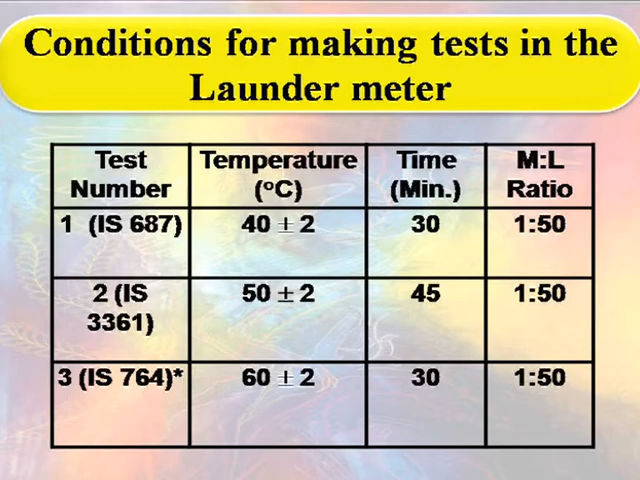 Conditions for making tests in the
Launder meter
Test Number Temperature (°C) Time (Min.) M:L Ratio
1 (IS 687) 40 ± 2 30 1:50
2 (IS 3361) 50 ± 2 45 1:50
3 (IS 764)* 60 ± 2 30 1:50